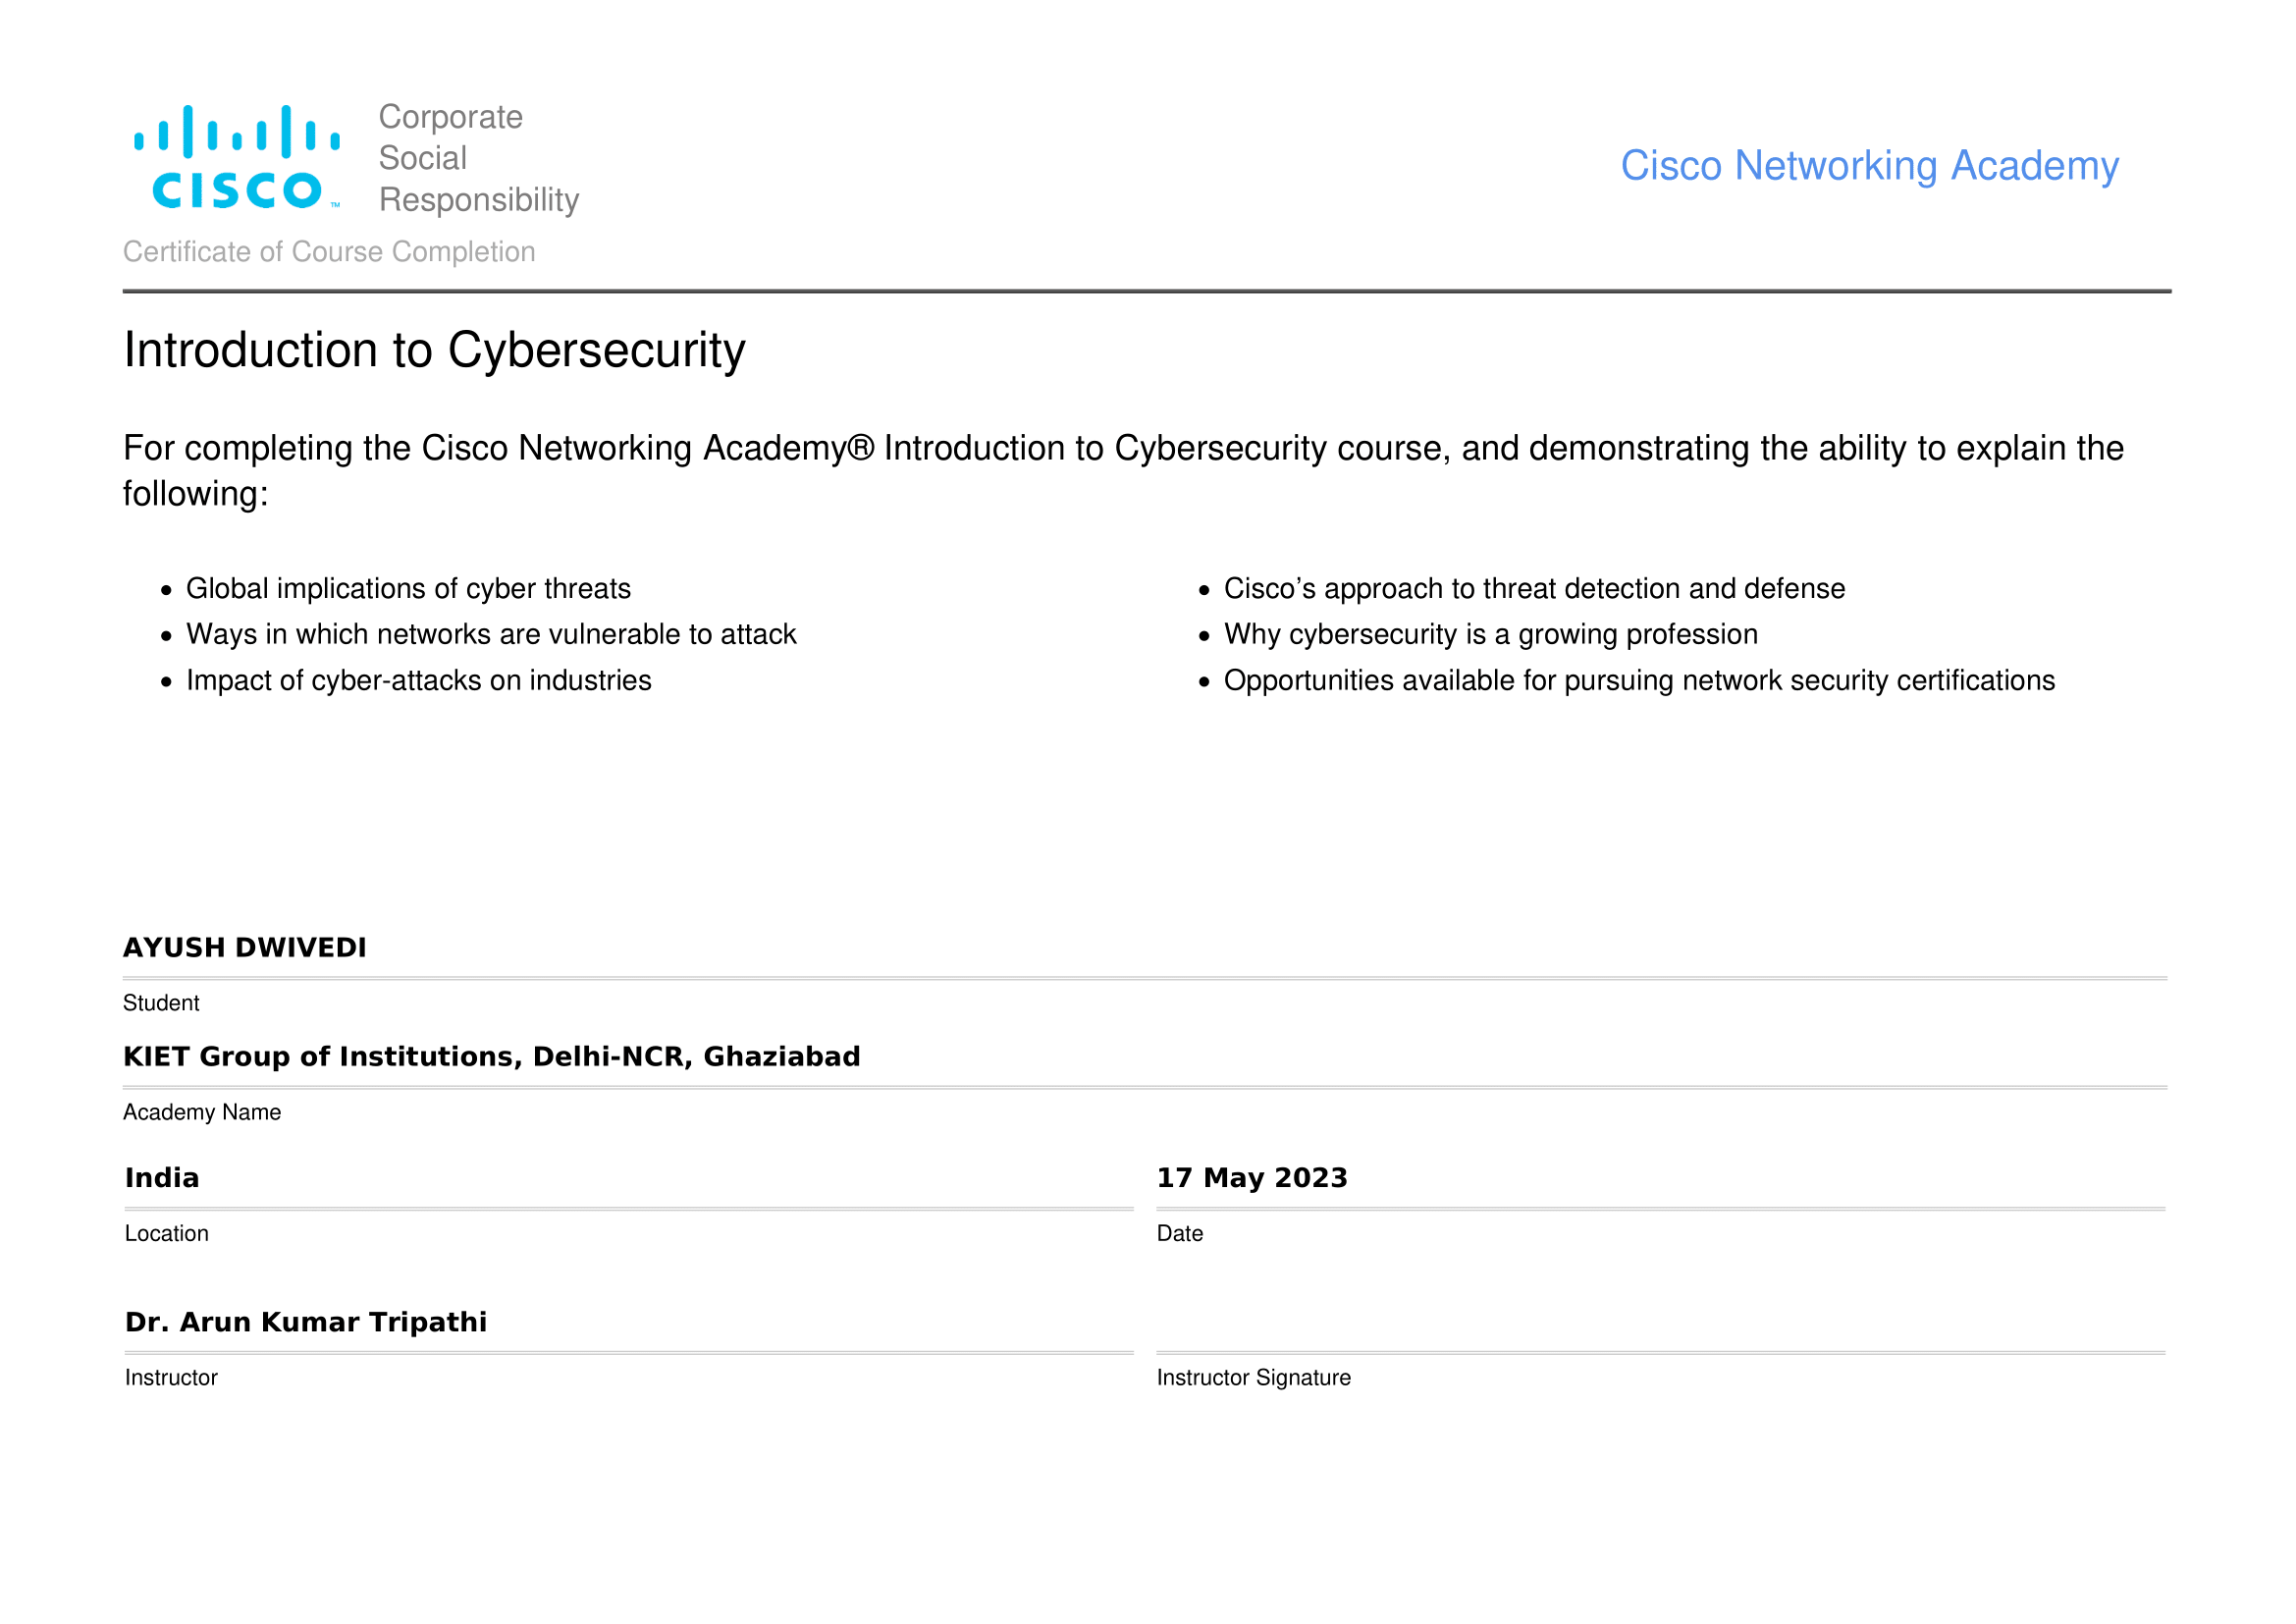 CISCO™
Corporate
Social
Responsibility
Cisco Networking Academy
Certificate of Course Completion
Introduction to Cybersecurity
For completing the Cisco Networking Academy® Introduction to Cybersecurity course, and demonstrating the ability to explain the
following:
• Global implications of cyber threats
• Ways in which networks are vulnerable to attack
• Impact of cyber-attacks on industries
• Cisco’s approach to threat detection and defense
• Why cybersecurity is a growing profession
• Opportunities available for pursuing network security certifications
AYUSH DWIVEDI
Student
KIET Group of Institutions, Delhi-NCR, Ghaziabad
Academy Name
India
Location
17 May 2023
Date
Dr. Arun Kumar Tripathi
Instructor
Instructor Signature